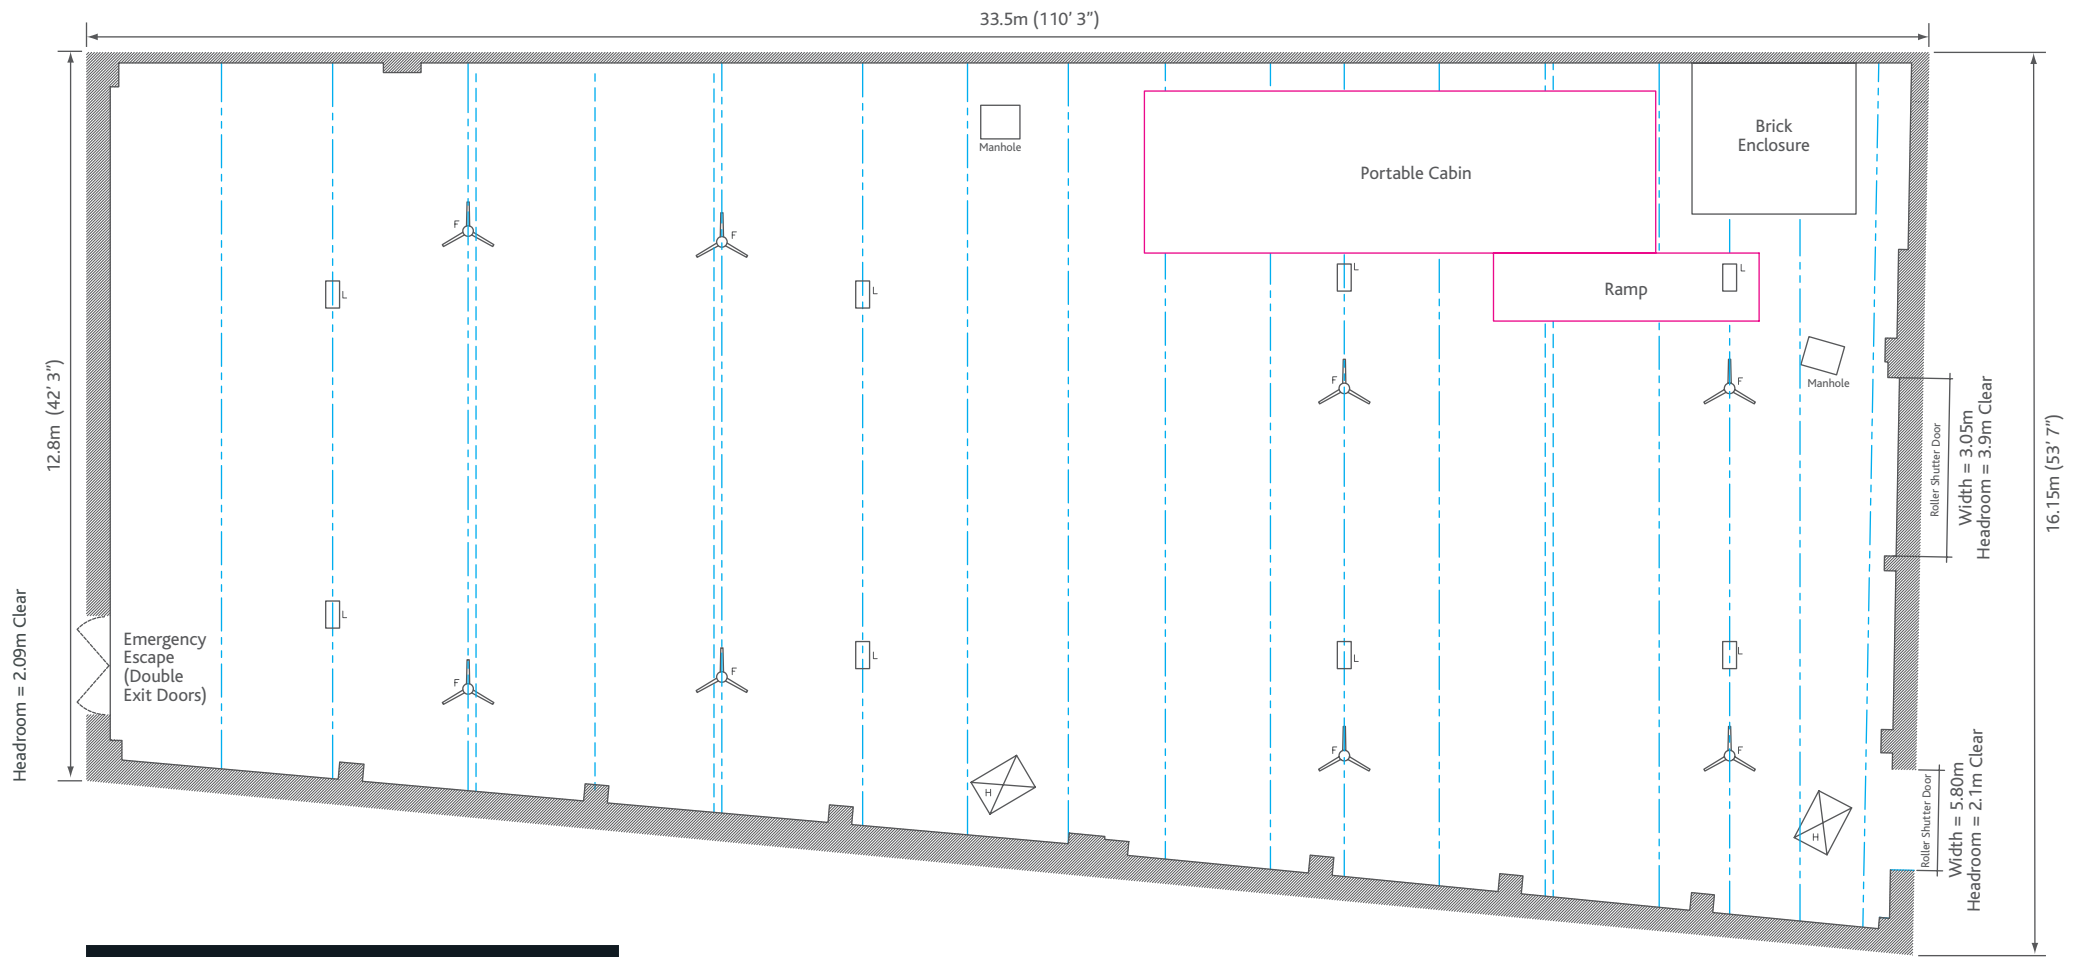 33.5m (110’ 3”)
Manhole
Portable Cabin
Brick
Enclosure
F
F
L
L
L
L
Ramp
12.8m (42’ 3”)
F
F
Manhole
Roller Shutter Door
Width = 3.05m
Headroom = 3.9m Clear
16.15m (53’ 7”)
Headroom = 2.09m Clear
Emergency
Escape
(Double
Exit Doors)
L
L
L
L
F
F
F
F
H
H
Roller Shutter Door
Width = 5.80m
Headroom = 2.1m Clear